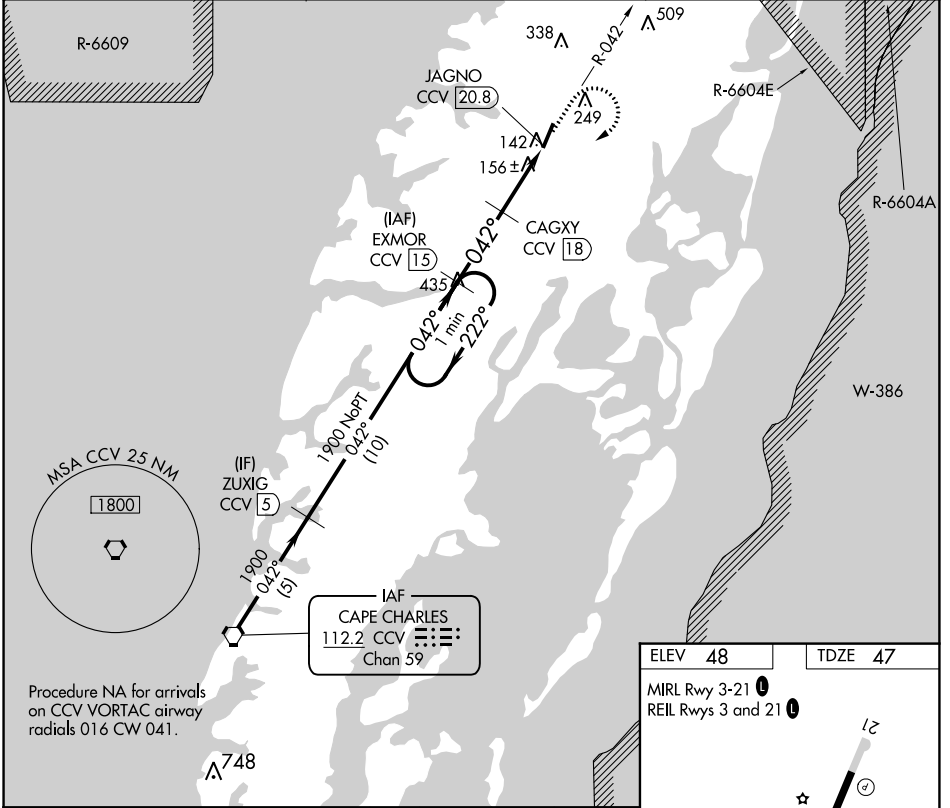 R-6609
338
509
R-042
JAGNO
CCV 20.8
R-6604E
249
142
156 ±
R-6604A
(IAF)
EXMOR
CCV 15
042°
CAGXY
CCV 18
435
042°
1 min
222°
W-386
1900 NoPT
042°
(10)
MSA CCV 25 NM
1800
(IF)
ZUXIG
CCV 5
1900
042°
(5)
IAF
CAPE CHARLES
112.2 CCV
Chan 59
Procedure NA for arrivals
on CCV VORTAC airway
radials 016 CW 041.
748
ELEV 48
TDZE 47
MIRL Rwy 3-21 L
REIL Rwys 3 and 21 L
21
P